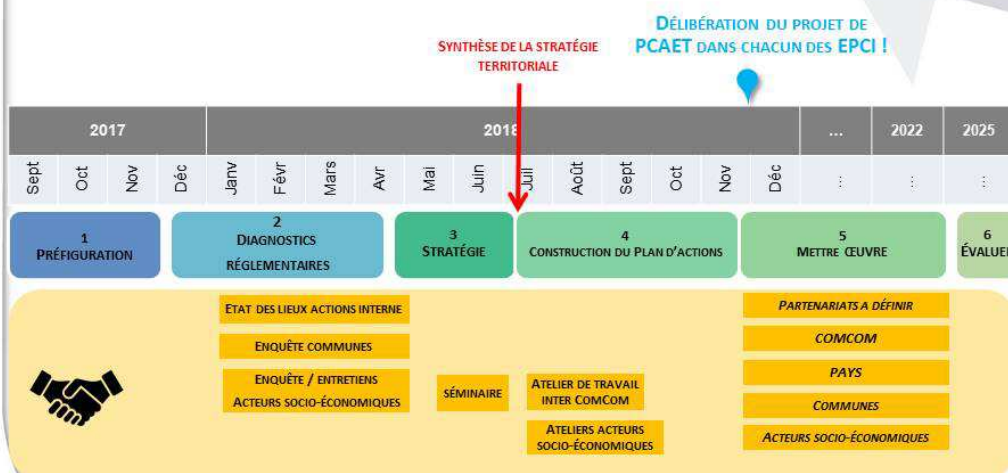 DÉLIBÉRATION DU PROJET DE
PCAET DANS CHACUN DES EPCI !
SYNTHÈSE DE LA STRATÉGIE
TERRITORIALE
2017 2018 ... 2022 2025
Sept Oct Nov Déc Janv Févr Mars Avr Mai Juin Juil Août Sept Oct Nov Déc ... ... ...
1
PRÉFIGURATION
2
DIAGNOSTICS
RÉGLEMENTAIRES
3
STRATÉGIE
4
CONSTRUCTION DU PLAN D'ACTIONS
5
METTRE ŒUVRE
6
ÉVALUER
ETAT DES LIEUX ACTIONS INTERNE
ENQUÊTE COMMUNES
ENQUÊTE / ENTRETIENS
ACTEURS SOCIO-ÉCONOMIQUES
SÉMINAIRE
ATELIER DE TRAVAIL
INTER COMCOM
ATELIERS ACTEURS
SOCIO-ÉCONOMIQUES
PARTENARIATS A DÉFINIR
COMCOM
PAYS
COMMUNES
ACTEURS SOCIO-ÉCONOMIQUES